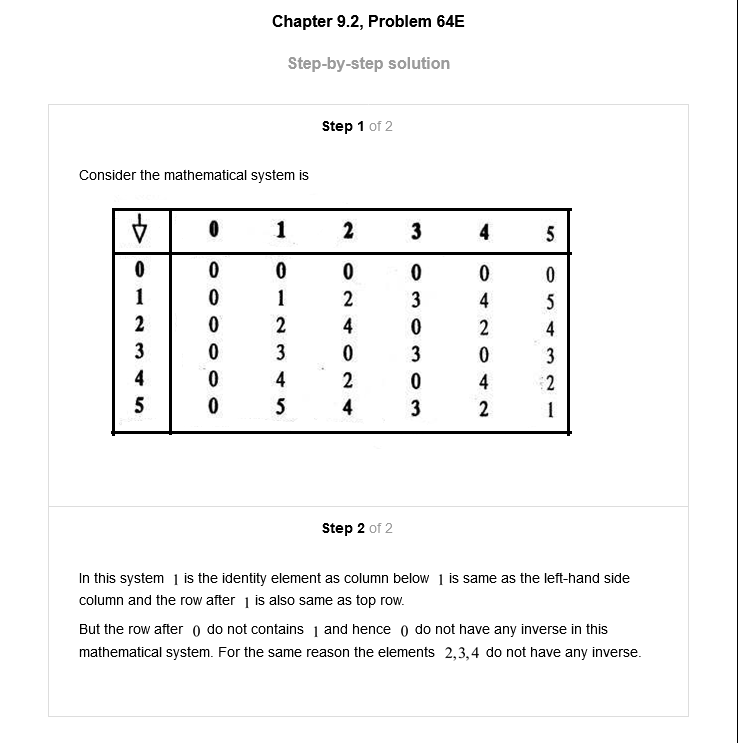 Chapter 9.2, Problem 64E
Step-by-step solution
Step 1 of 2
Consider the mathematical system is
0 1 2 3 4 5
0 0 0 0 0 0 0
1 0 1 2 3 4 5
2 0 2 4 0 2 4
3 0 3 0 3 0 3
4 0 4 2 0 4 2
5 0 5 4 3 2 1
Step 2 of 2
In this system 1 is the identity element as column below 1 is same as the left-hand side
column and the row after 1 is also same as top row.
But the row after 0 do not contains 1 and hence 0 do not have any inverse in this
mathematical system. For the same reason the elements 2,3,4 do not have any inverse.